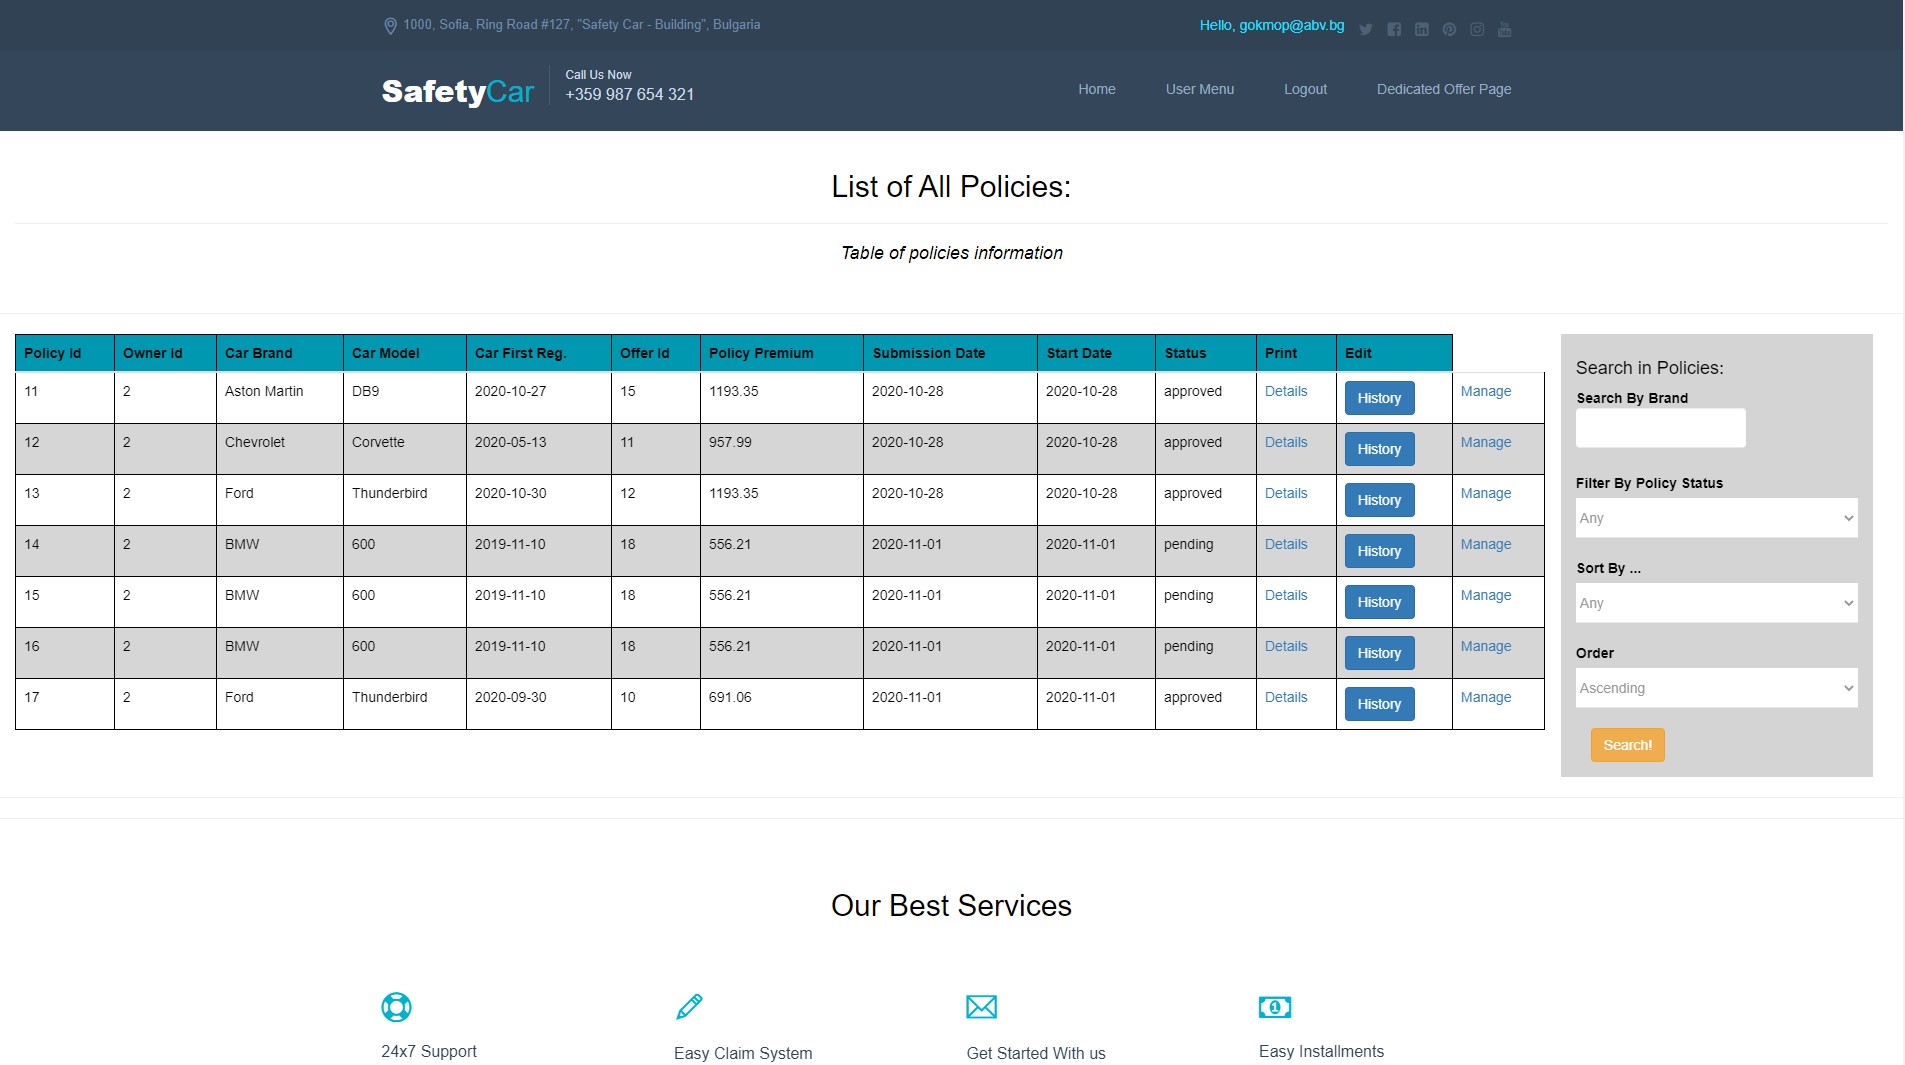 1000, Sofia, Ring Road #127, "Safety Car - Building", Bulgaria
Hello, gokmop@abv.bg
SafetyCar
Call Us Now
+359 987 654 321
Home User Menu Logout Dedicated Offer Page
List of All Policies:
Table of policies information
Policy Id Owner Id Car Brand Car Model Car First Reg. Offer Id Policy Premium Submission Date Start Date Status Print Edit
11 2 Aston Martin DB9 2020-10-27 15 1193.35 2020-10-28 2020-10-28 approved Details History Manage
12 2 Chevrolet Corvette 2020-05-13 11 957.99 2020-10-28 2020-10-28 approved Details History Manage
13 2 Ford Thunderbird 2020-10-30 12 1193.35 2020-10-28 2020-10-28 approved Details History Manage
14 2 BMW 600 2019-11-10 18 556.21 2020-11-01 2020-11-01 pending Details History Manage
15 2 BMW 600 2019-11-10 18 556.21 2020-11-01 2020-11-01 pending Details History Manage
16 2 BMW 600 2019-11-10 18 556.21 2020-11-01 2020-11-01 pending Details History Manage
17 2 Ford Thunderbird 2020-09-30 10 691.06 2020-11-01 2020-11-01 approved Details History Manage
Search in Policies:
Search By Brand
Filter By Policy Status
Any
Sort By ...
Any
Order
Ascending
Search!
Our Best Services
24x7 Support
Easy Claim System
Get Started With us
Easy Installments